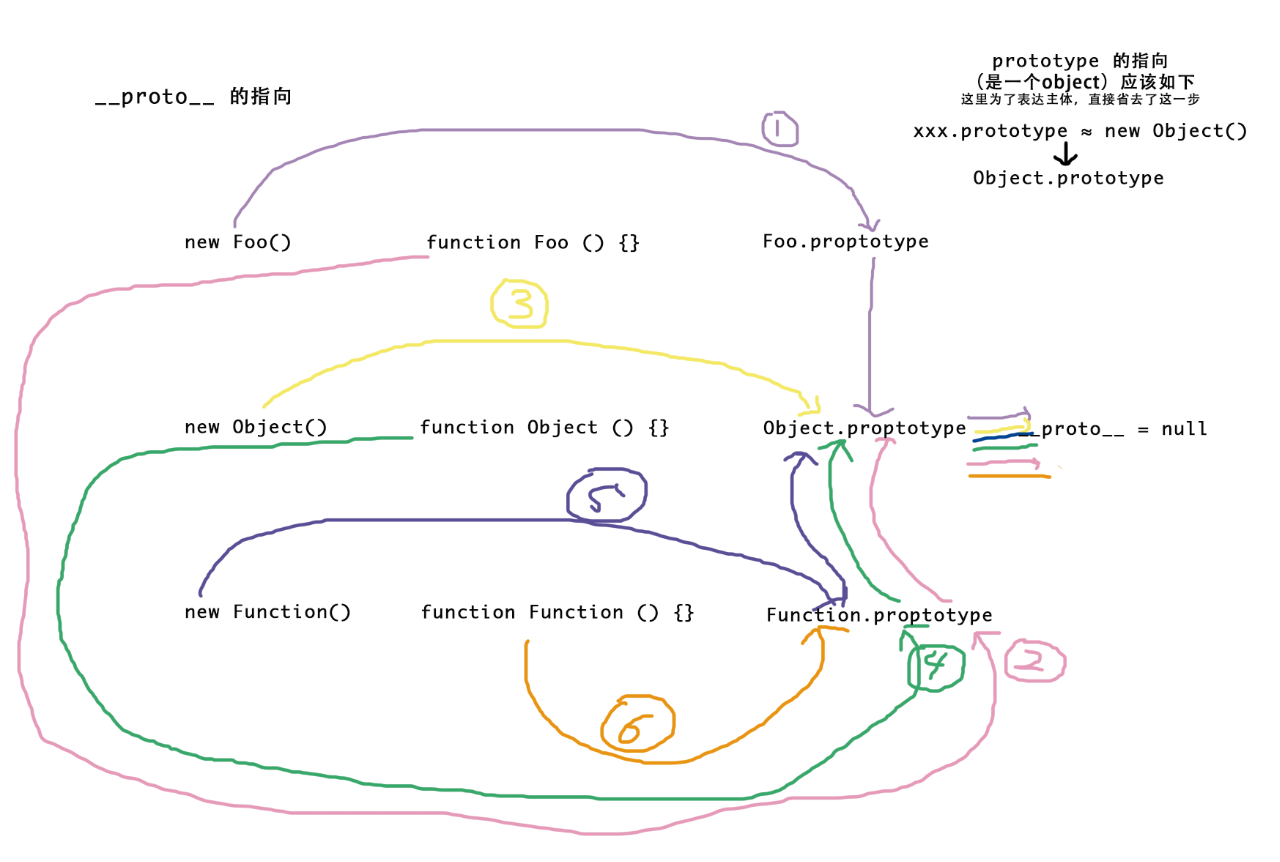 prototype 的指向
（是一个object）应该如下
__proto__ 的指向
这里为了表达主体，直接省去了这一步
xxx.prototype ≈ new Object()
Object.prototype
1
new Foo()
function Foo () {}
Foo.proptotype
3
new Object()
function Object () {}
Object.proptotype
__proto__ = null
5
new Function()
function Function () {}
Function.proptotype
4
2
6